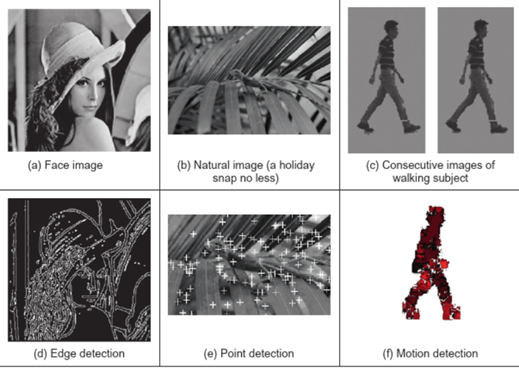 (a) Face image
(b) Natural image (a holiday
snap no less)
(c) Consecutive images of
walking subject
(d) Edge detection
(e) Point detection
(f) Motion detection